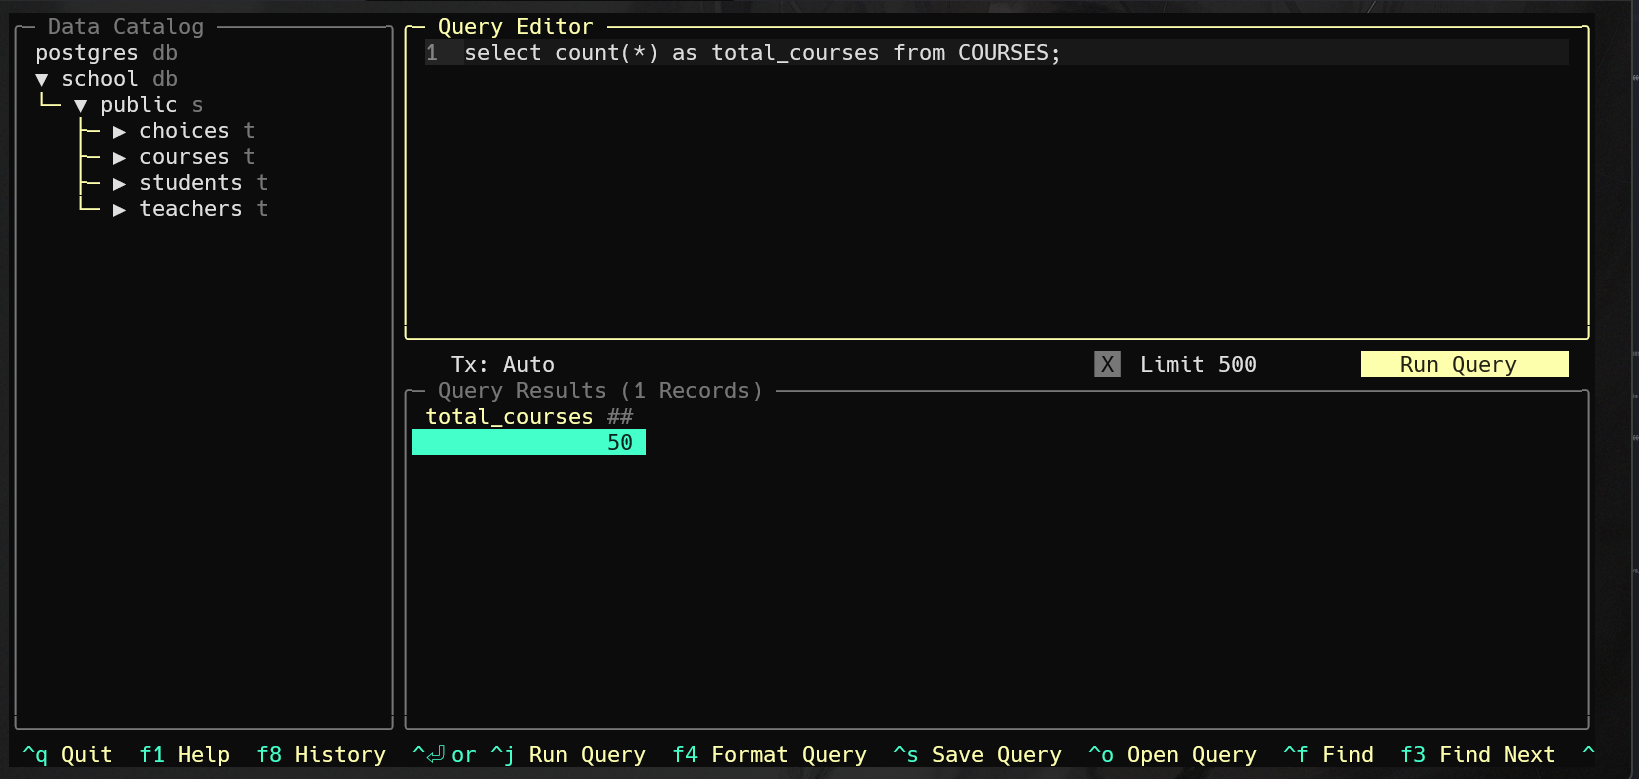 Data Catalog
postgres db
▼ school db
▼ public s
▶ choices t
▶ courses t
▶ students t
▶ teachers t
Query Editor
1 select count(*) as total_courses from COURSES;
Tx: Auto
X Limit 500
Run Query
Query Results (1 Records)
total_courses ##
50
^q Quit f1 Help f8 History ^⏎ or ^j Run Query f4 Format Query ^s Save Query ^o Open Query ^f Find f3 Find Next ^